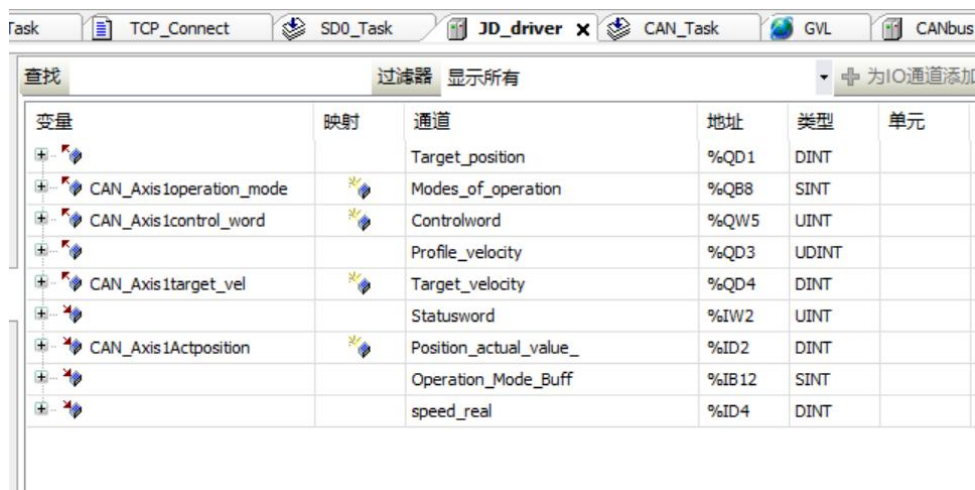 Task TCP_Connect SD0_Task JD_driver CAN_Task GVL CANbus
查找 过滤器 显示所有 为IO通道添加
变量 映射 通道 地址 类型 单元
Target_position %QD1 DINT
CAN_Axis1operation_mode Modes_of_operation %QB8 SINT
CAN_Axis1control_word Controlword %QW5 UINT
Profile_velocity %QD3 UDINT
CAN_Axis1target_vel Target_velocity %QD4 DINT
Statusword %IW2 UINT
CAN_Axis1Actposition Position_actual_value_ %ID2 DINT
Operation_Mode_Buff %IB12 SINT
speed_real %ID4 DINT